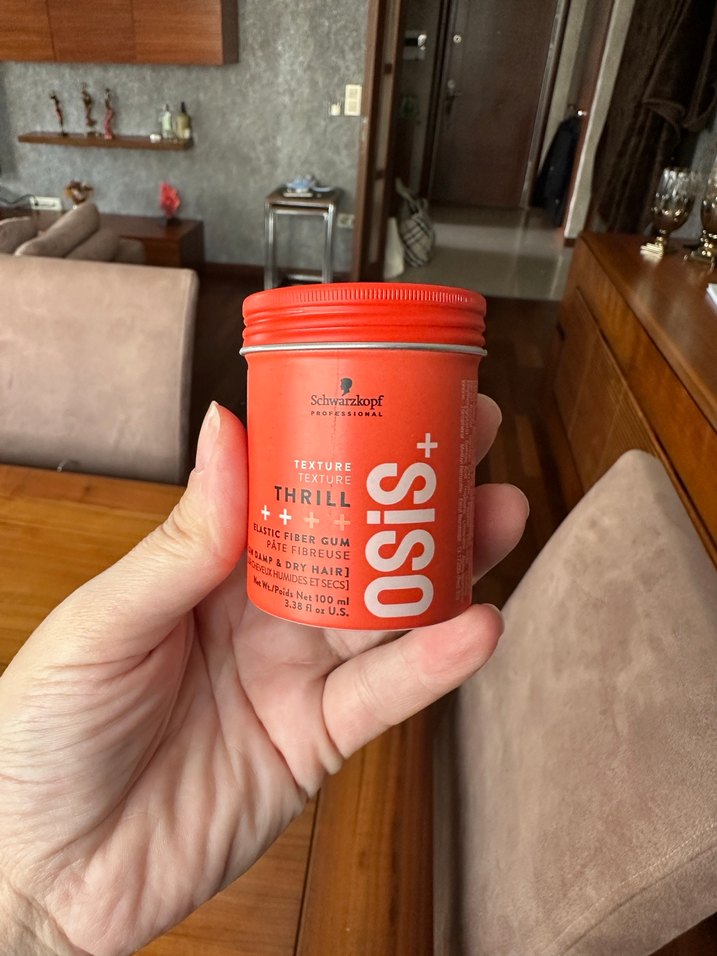 Schwarzkopf
PROFESSIONAL
TEXTURE
TEXTURE
THRILL
++++
ELASTIC FIBER GUM
PÂTE FIBREUSE
DAMP & DRY HAIR]
CHEVEUX HUMIDES ET SECS]
Net Wt./Poids Net 100 ml
3.38 fl oz U.S.
OSiS+